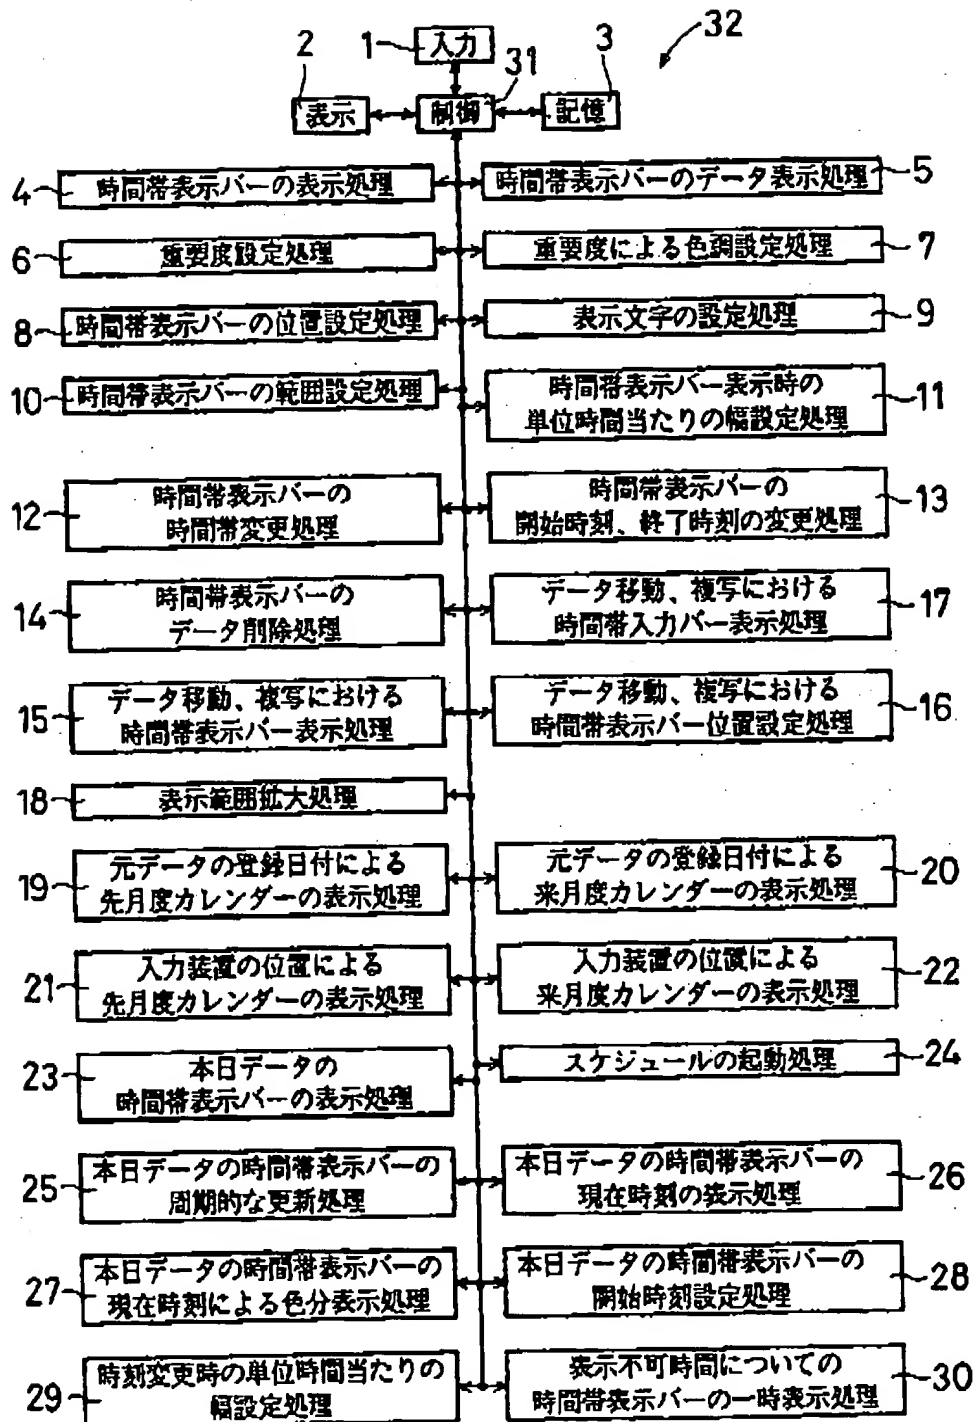 32
1 入力
2 表示
31 制御
3 記憶
4 時間帯表示バーの表示処理
時間帯表示バーのデータ表示処理 5
6 重要度設定処理
重要度による色調設定処理 7
8 時間帯表示バーの位置設定処理
表示文字の設定処理 9
10 時間帯表示バーの範囲設定処理
時間帯表示バー表示時の
単位時間当たりの幅設定処理 11
12 時間帯表示バーの
時間帯変更処理
時間帯表示バーの
開始時刻、終了時刻の変更処理 13
14 時間帯表示バーの
データ削除処理
データ移動、複写における
時間帯入力バー表示処理 17
15 データ移動、複写における
時間帯表示バー表示処理
データ移動、複写における
時間帯表示バー位置設定処理 16
18 表示範囲拡大処理
19 元データの登録日付による
先月度カレンダーの表示処理
元データの登録日付による
来月度カレンダーの表示処理 20
21 入力装置の位置による
先月度カレンダーの表示処理
入力装置の位置による
来月度カレンダーの表示処理 22
23 本日データの
時間帯表示バーの表示処理
スケジュールの起動処理 24
25 本日データの時間帯表示バーの
周期的な更新処理
本日データの時間帯表示バーの
現在時刻の表示処理 26
27 本日データの時間帯表示バーの
現在時刻による色分表示処理
本日データの時間帯表示バーの
開始時刻設定処理 28
29 時刻変更時の単位時間当たりの
幅設定処理
表示不可時間についての
時間帯表示バーの一時表示処理 30